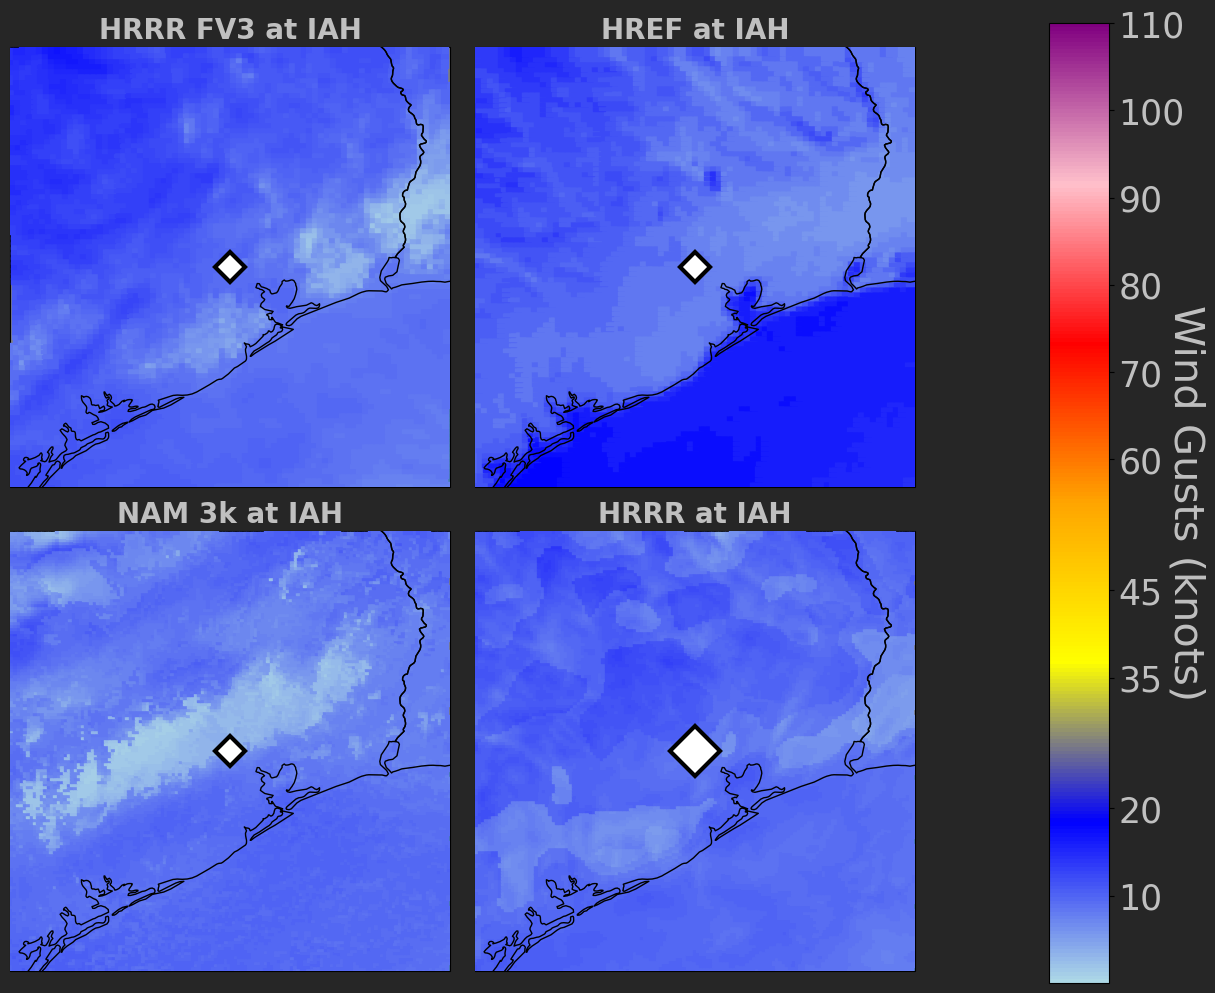 HRRR FV3 at IAH
HREF at IAH
NAM 3k at IAH
HRRR at IAH
110
100
90
80
70
60
45
35
20
10
Wind Gusts (knots)